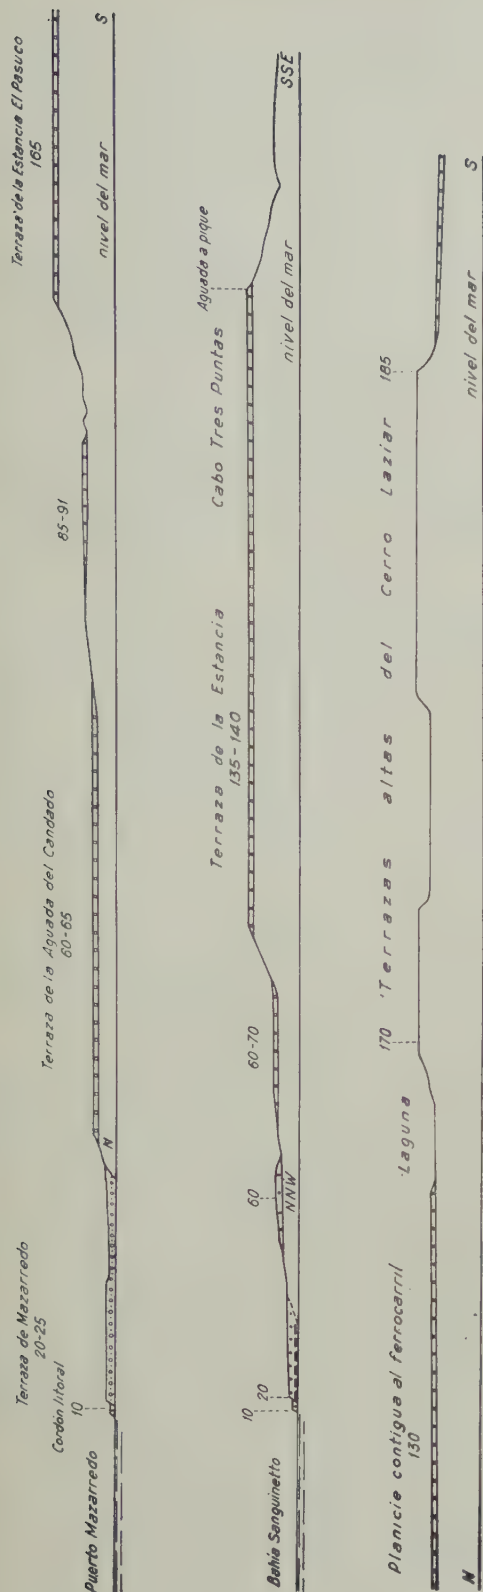 Puerto Mazarredo
Cordón litoral
10
Terraza de Mazarredo
20-25
N
Terraza de la Aguada del Candado
60-65
85-91
Terraza de la Estancia El Pasuco
165
nivel del mar
S
Bahia Sanguinetto
10
20
60
NNW
60-70
Terraza de la Estancia Cabo Tres Puntas
135-140
Aguada a pique
nivel del mar
SSE
N
Planicie contigua al ferrocarril
130
Laguna
170
Terrazas altas del Cerro Laziar
185
nivel del mar
S